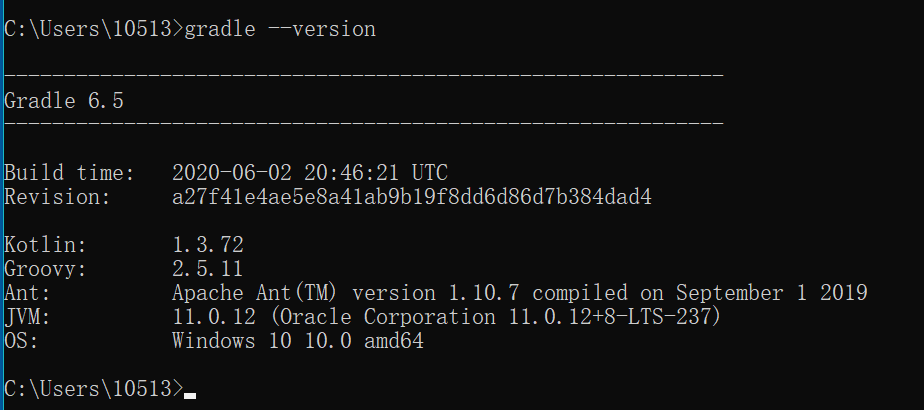 C:\Users\10513>gradle --version
------------------------------------------------------------
Gradle 6.5
------------------------------------------------------------
Build time:   2020-06-02 20:46:21 UTC
Revision:     a27f41e4ae5e8a41ab9b19f8dd6d86d7b384dad4
Kotlin:       1.3.72
Groovy:       2.5.11
Ant:          Apache Ant(TM) version 1.10.7 compiled on September 1 2019
JVM:          11.0.12 (Oracle Corporation 11.0.12+8-LTS-237)
OS:           Windows 10 10.0 amd64
C:\Users\10513>